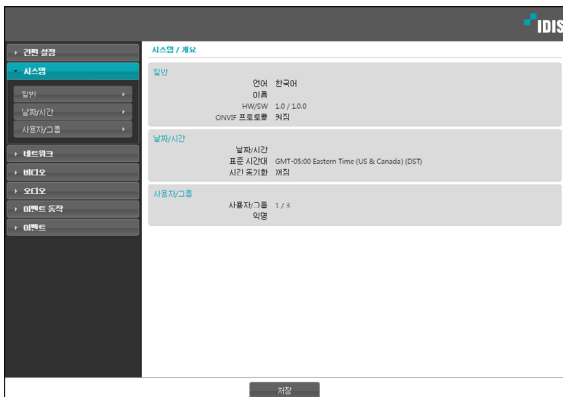 IDIS
간편 설정
시스템
일반
날짜/시간
사용자/그룹
네트워크
비디오
오디오
이벤트 동작
이벤트
시스템 / 개요
일반
언어 한국어
이름
HW/SW 1.0 / 1.0.0
ONVIF 프로토콜 켜짐
날짜/시간
날짜/시간
표준 시간대 GMT-05:00 Eastern Time (US & Canada) (DST)
시간 동기화 꺼짐
사용자/그룹
사용자/그룹 1 / 3
익명
저장